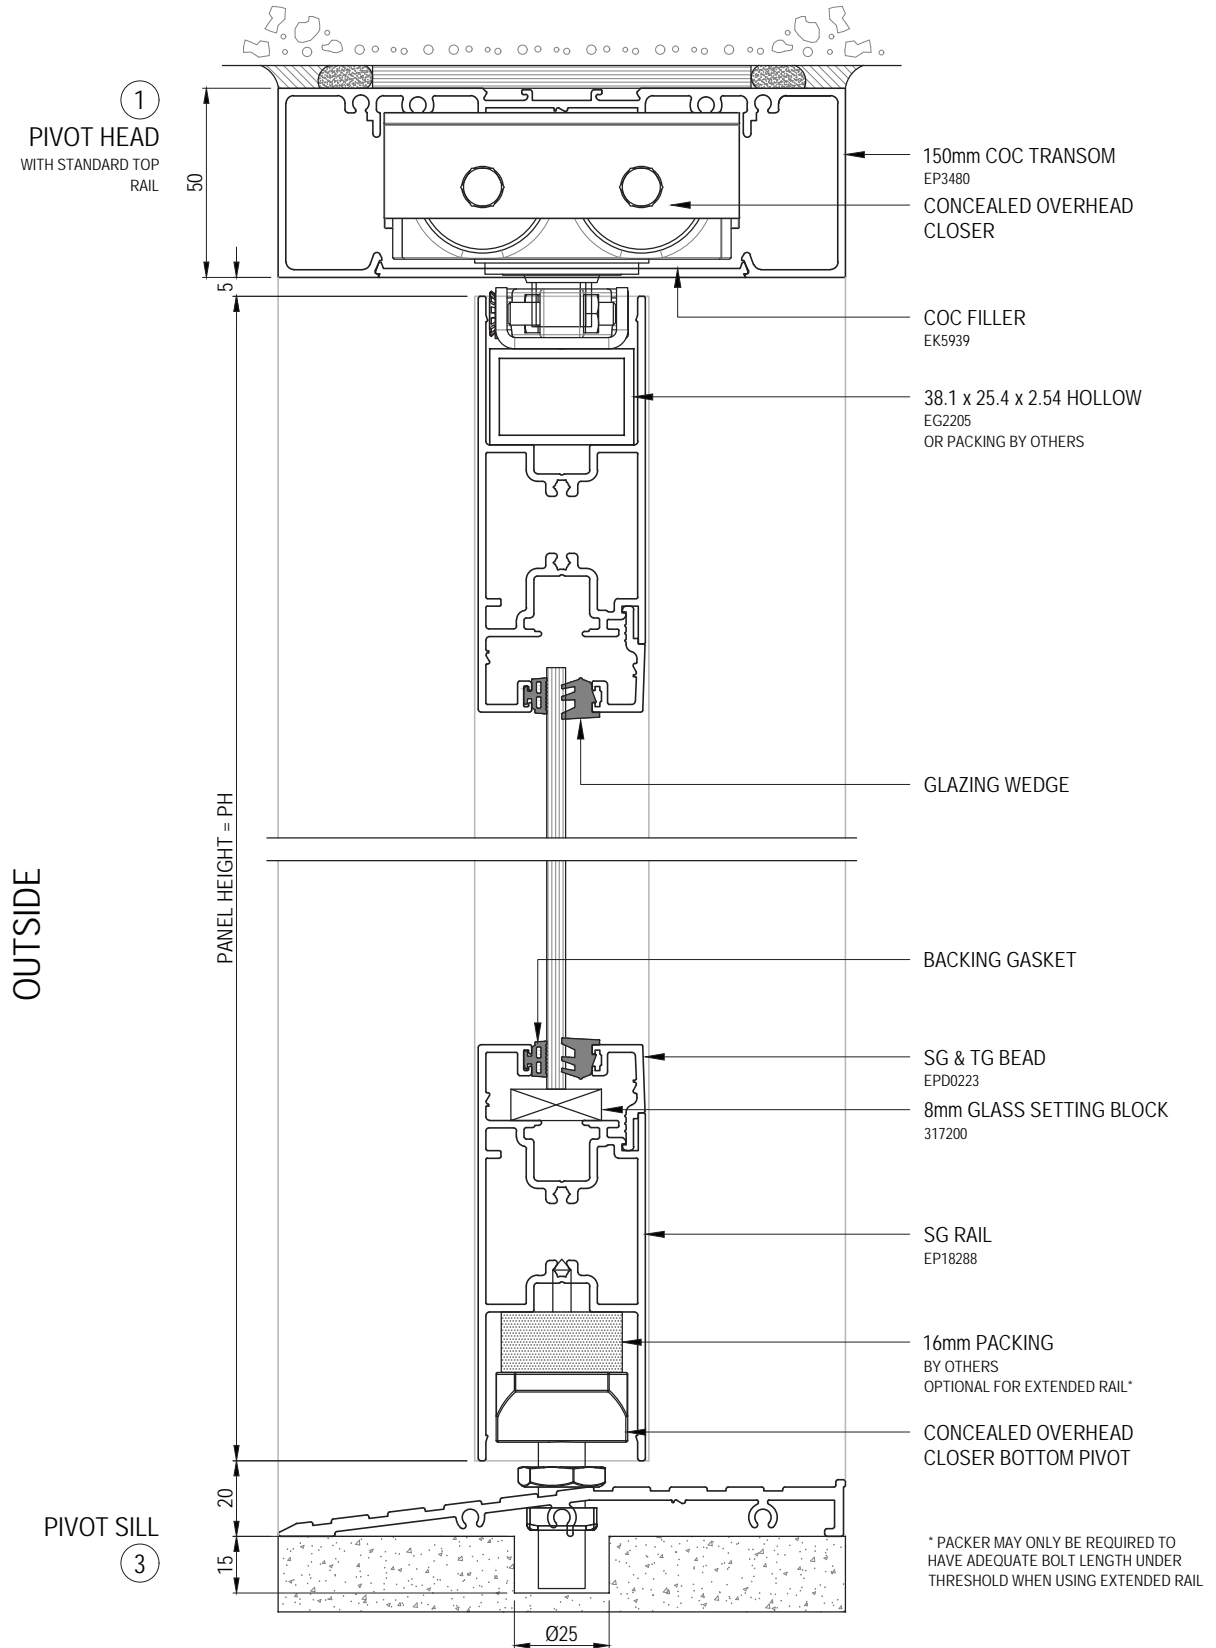 1
PIVOT HEAD
WITH STANDARD TOP
RAIL
50
5
150mm COC TRANSOM
EP3480
CONCEALED OVERHEAD
CLOSER
COC FILLER
EK5939
38.1 x 25.4 x 2.54 HOLLOW
EG2205
OR PACKING BY OTHERS
GLAZING WEDGE
PANEL HEIGHT = PH
OUTSIDE
BACKING GASKET
SG & TG BEAD
EPD0223
8mm GLASS SETTING BLOCK
317200
SG RAIL
EP18288
16mm PACKING
BY OTHERS
OPTIONAL FOR EXTENDED RAIL*
CONCEALED OVERHEAD
CLOSER BOTTOM PIVOT
20
15
PIVOT SILL
3
Ø25
* PACKER MAY ONLY BE REQUIRED TO
HAVE ADEQUATE BOLT LENGTH UNDER
THRESHOLD WHEN USING EXTENDED RAIL